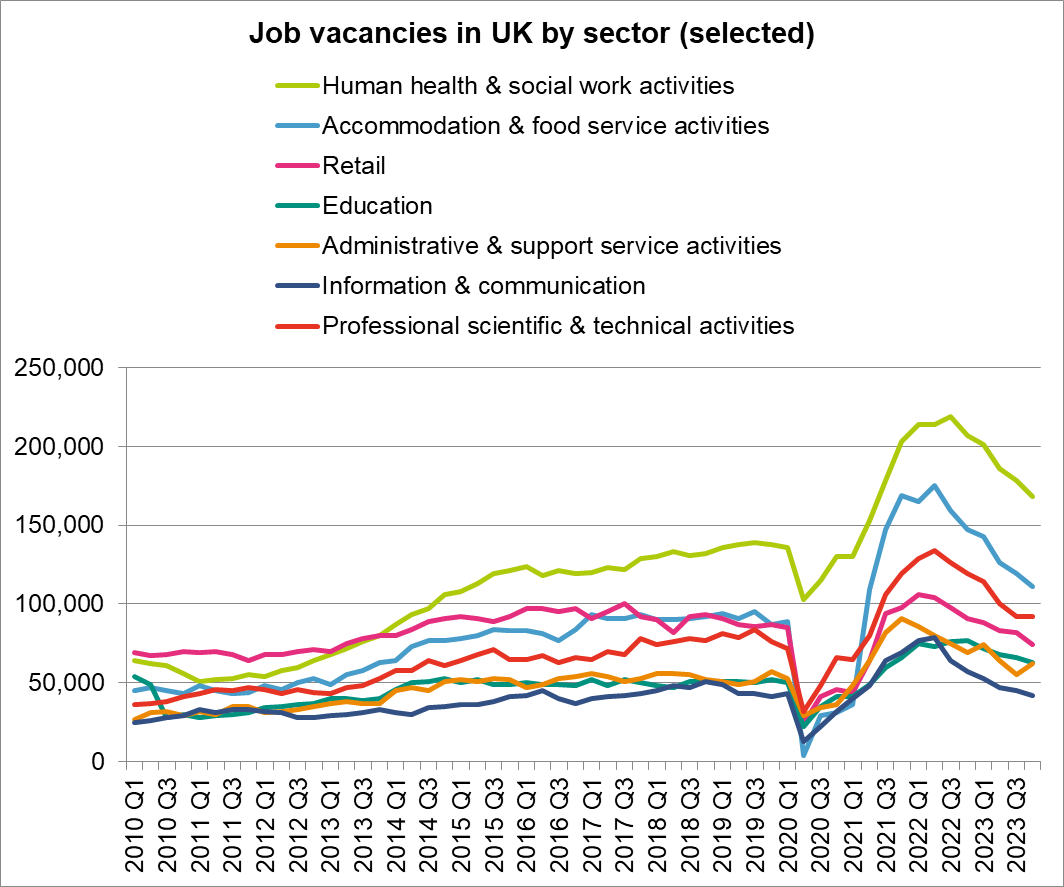 Job vacancies in UK by sector (selected)
Human health & social work activities
Accommodation & food service activities
Retail
Education
Administrative & support service activities
Information & communication
Professional scientific & technical activities
250,000
200,000
150,000
100,000
50,000
0
2010 Q1
2010 Q3
2011 Q1
2011 Q3
2012 Q1
2012 Q3
2013 Q1
2013 Q3
2014 Q1
2014 Q3
2015 Q1
2015 Q3
2016 Q1
2016 Q3
2017 Q1
2017 Q3
2018 Q1
2018 Q3
2019 Q1
2019 Q3
2020 Q1
2020 Q3
2021 Q1
2021 Q3
2022 Q1
2022 Q3
2023 Q1
2023 Q3